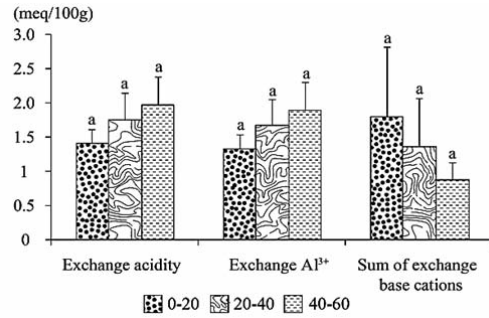 (meq/100g)
3.0
2.5
2.0
1.5
1
0.5
0
a a a a a a a a a
Exchange acidity Exchange Al³⁺ Sum of exchange
base cations
0-20 20-40 40-60